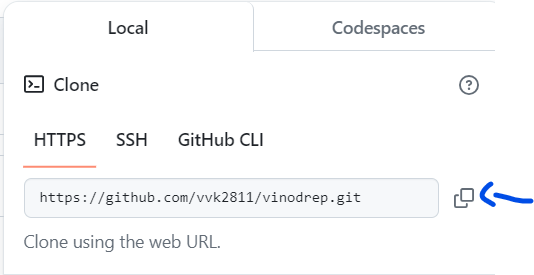 Local Codespaces
Clone
HTTPS SSH GitHub CLI
https://github.com/vvk2811/vinodrep.git
Clone using the web URL.